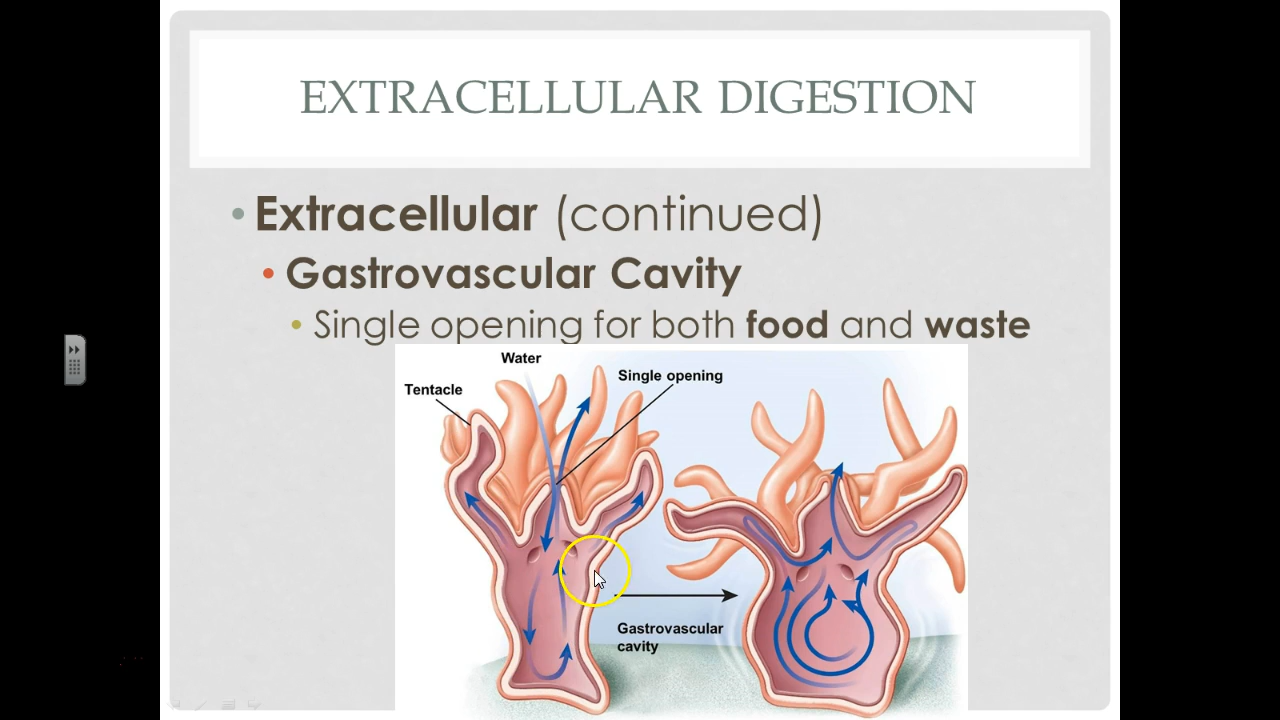 EXTRACELLULAR DIGESTION
• Extracellular (continued)
• Gastrovascular Cavity
• Single opening for both food and waste
Water
Single opening
Tentacle
Gastrovascular
cavity